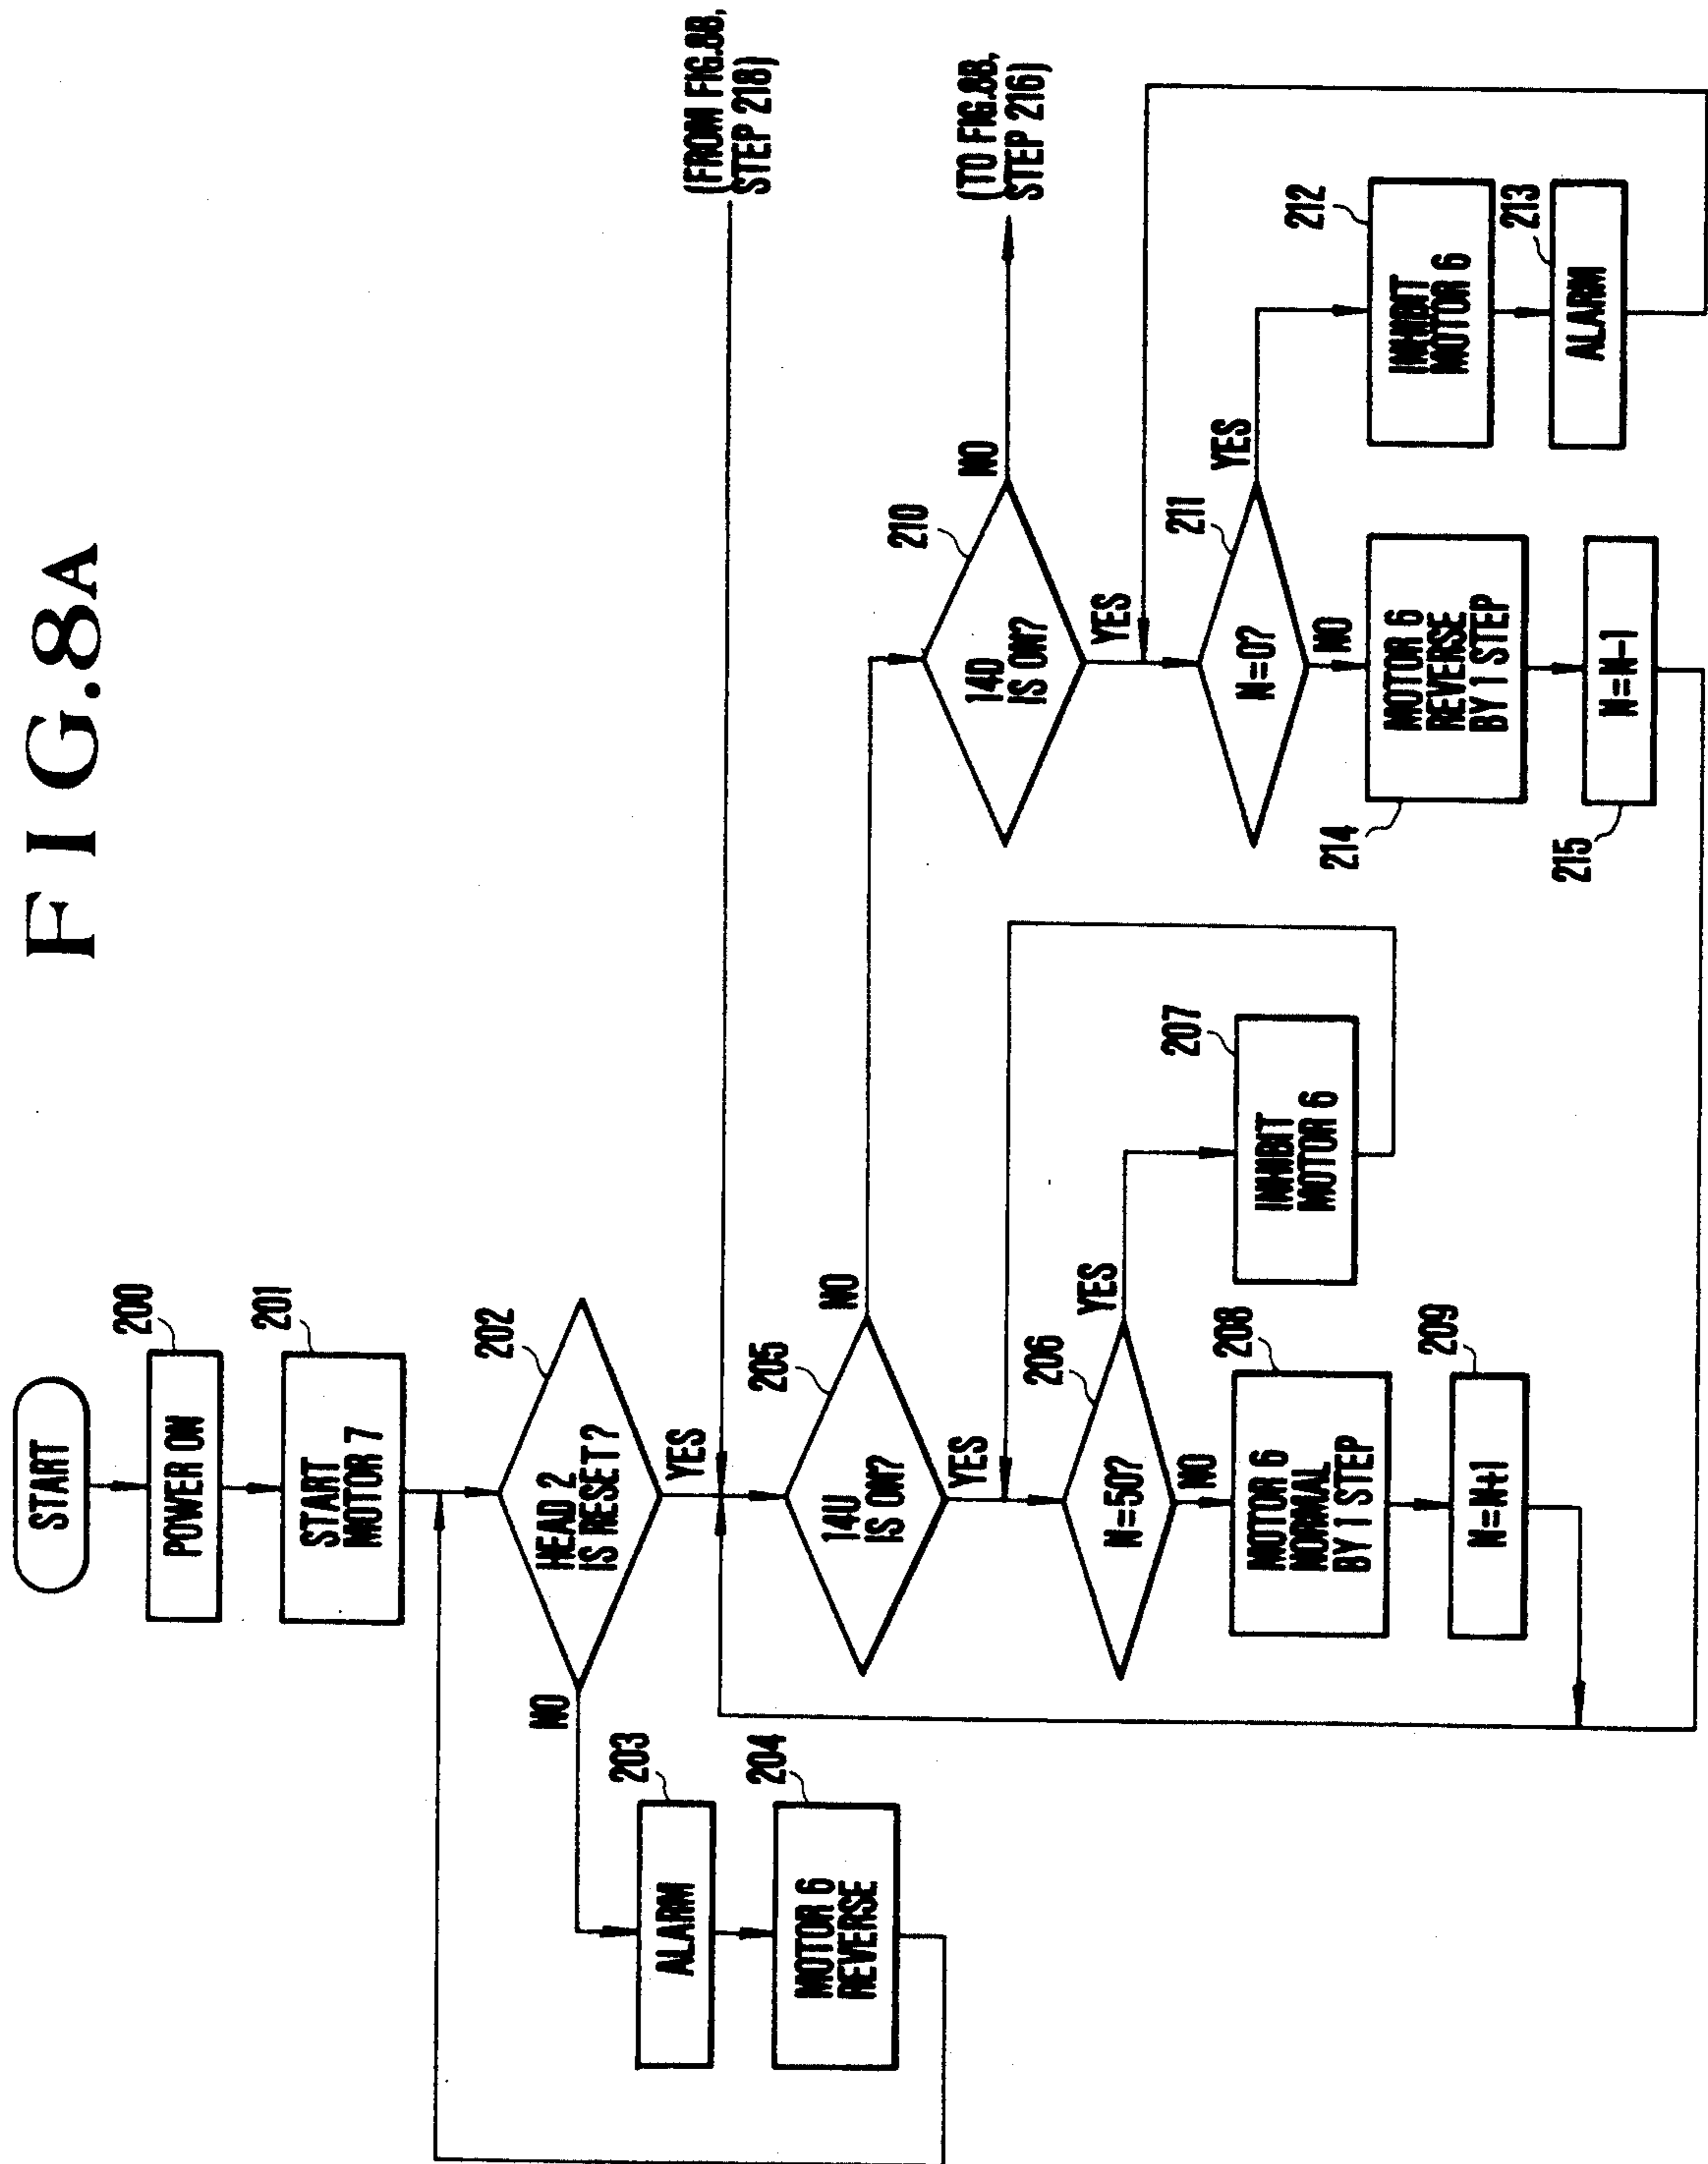 FIG.8A
START
200
POWER ON
201
START
MOTOR 7
202
HEAD 2
IS RESET?
NO
YES
203
ALARM
204
MOTOR 6
REVERSE
(FROM FIG.8B,
STEP 218)
205
14U
IS ON?
NO
YES
206
N=50?
YES
NO
207
INHIBIT
MOTOR 6
208
MOTOR 6
NORMAL
BY 1 STEP
209
N=N+1
210
14D
IS ON?
NO
YES
(TO FIG.8B,
STEP 216)
211
N=0?
YES
NO
212
INHIBIT
MOTOR 6
213
ALARM
214
MOTOR 6
REVERSE
BY 1 STEP
215
N=N-1